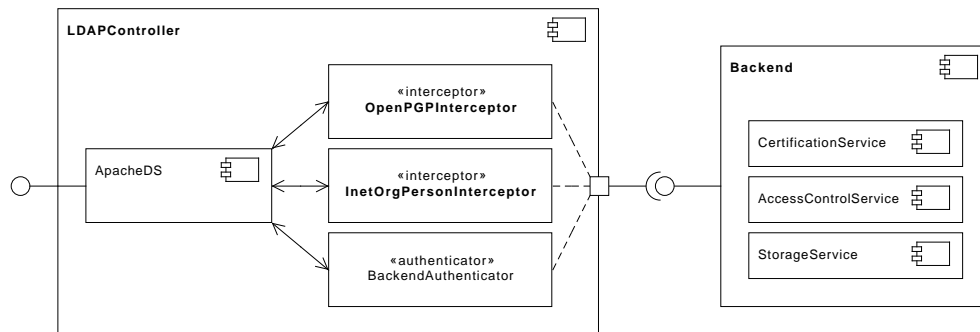 LDAPController
«interceptor»
OpenPGPInterceptor
ApacheDS
«interceptor»
InetOrgPersonInterceptor
«authenticator»
BackendAuthenticator
Backend
CertificationService
AccessControlService
StorageService